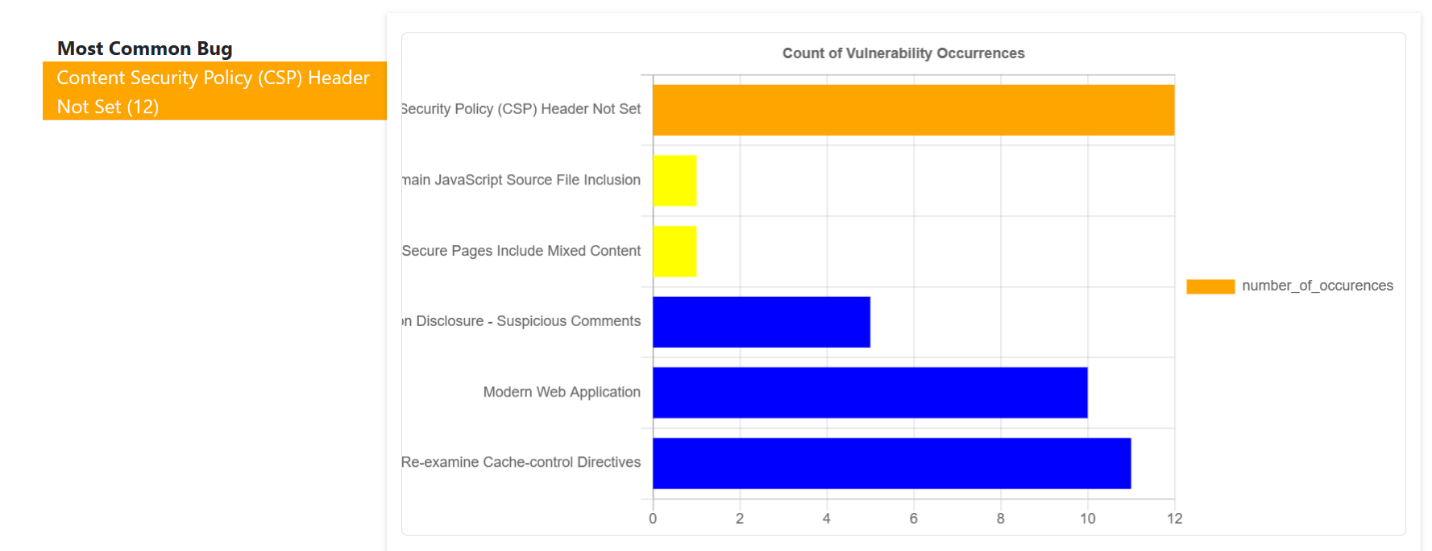 Most Common Bug
Content Security Policy (CSP) Header
Not Set (12)
Count of Vulnerability Occurrences
Security Policy (CSP) Header Not Set
main JavaScript Source File Inclusion
Secure Pages Include Mixed Content
on Disclosure - Suspicious Comments
Modern Web Application
Re-examine Cache-control Directives
0 2 4 6 8 10 12
number_of_occurences